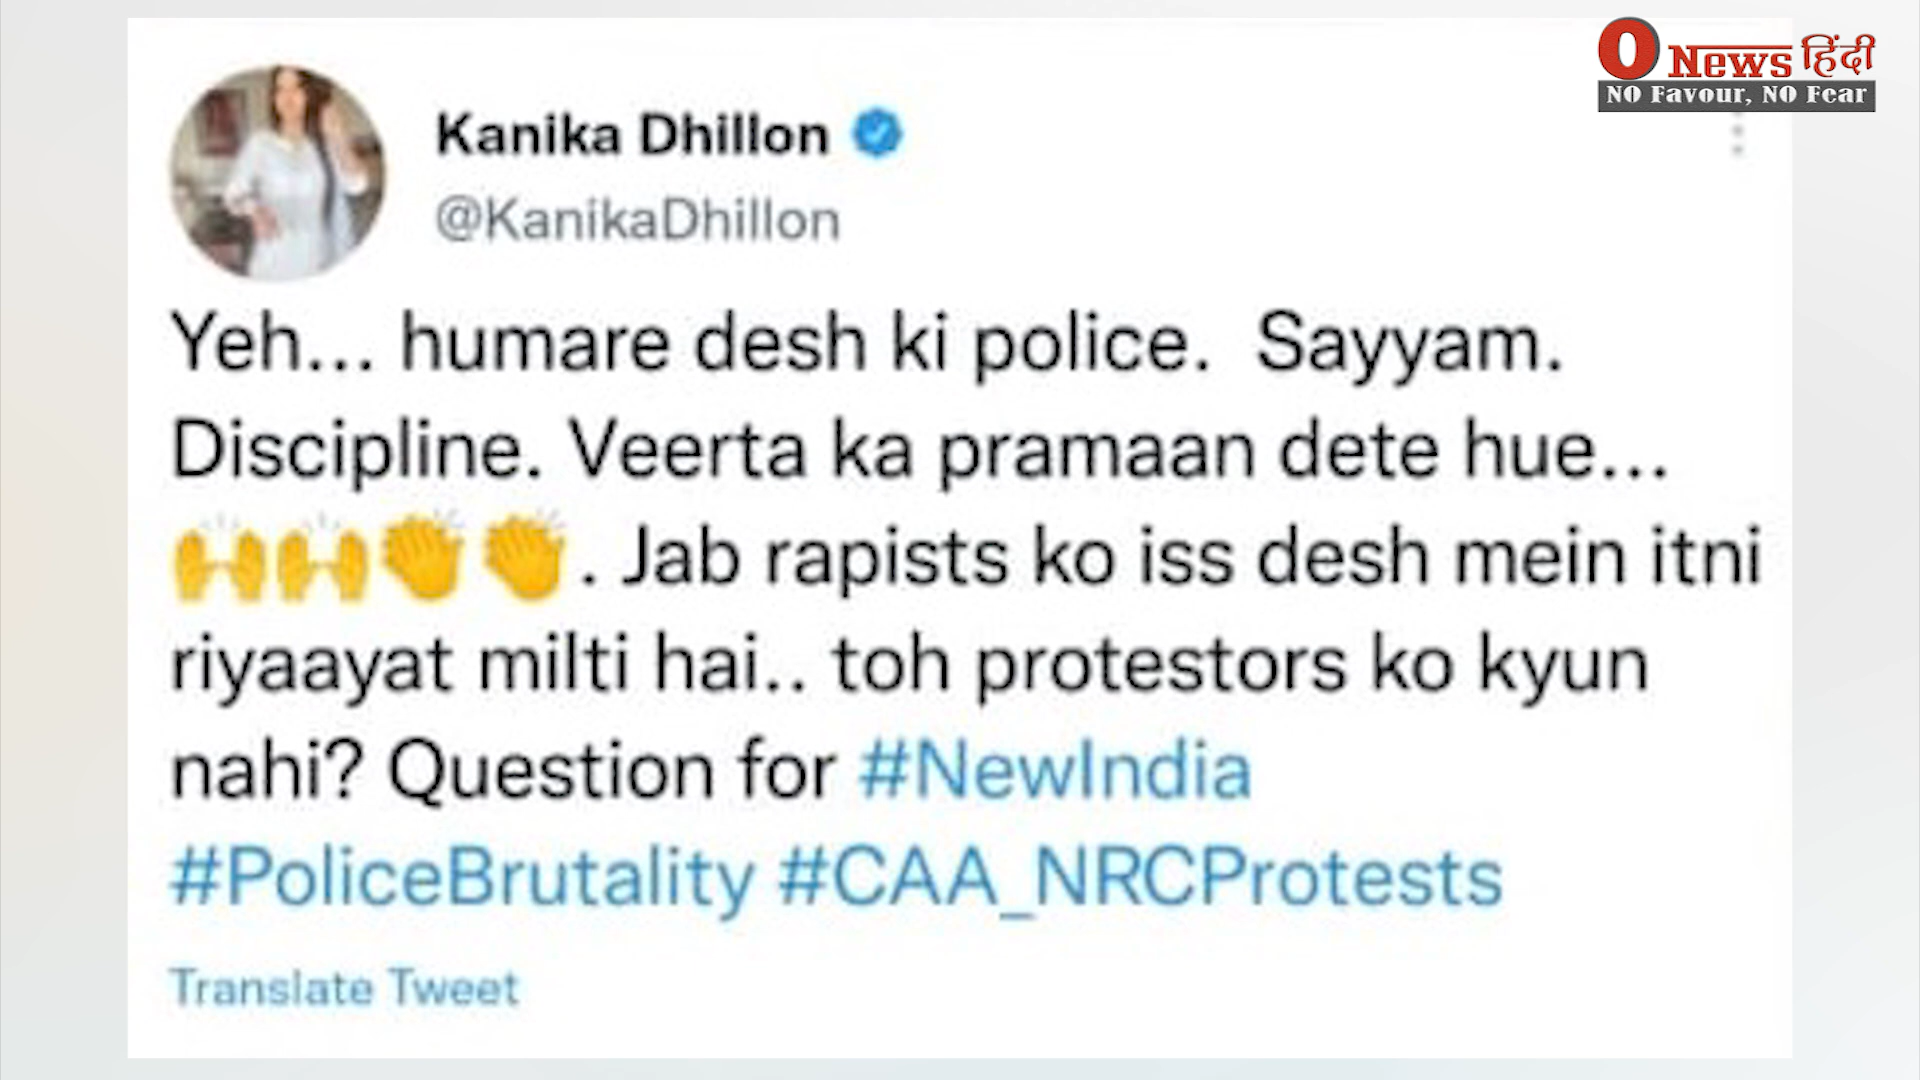 O News हिंदी
NO Favour, NO Fear
Kanika Dhillon
@KanikaDhillon
Yeh... humare desh ki police. Sayyam.
Discipline. Veerta ka pramaan dete hue...
🙌🙌👏👏. Jab rapists ko iss desh mein itni
riyaayat milti hai.. toh protestors ko kyun
nahi? Question for #NewIndia
#PoliceBrutality #CAA_NRCProtests
Translate Tweet